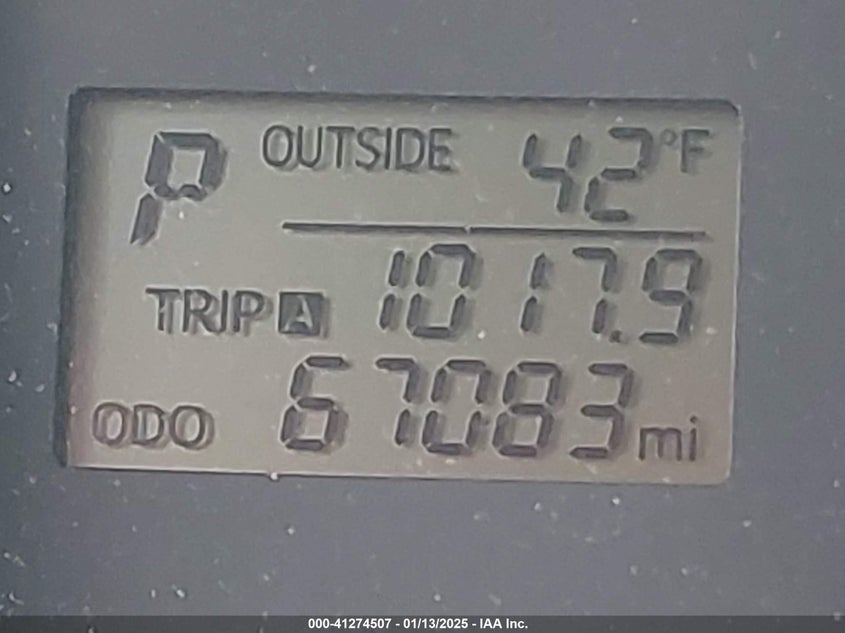 P OUTSIDE 42°F
TRIP A 1017.9
ODO 67083 mi
000-41274507 - 01/13/2025 - IAA Inc.